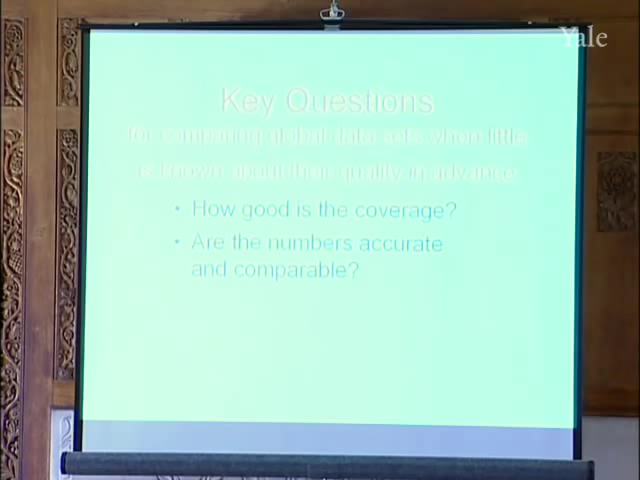 Yale
Key Questions
for comparing global data sets when little
is known about their quality in advance
• How good is the coverage?
• Are the numbers accurate
and comparable?